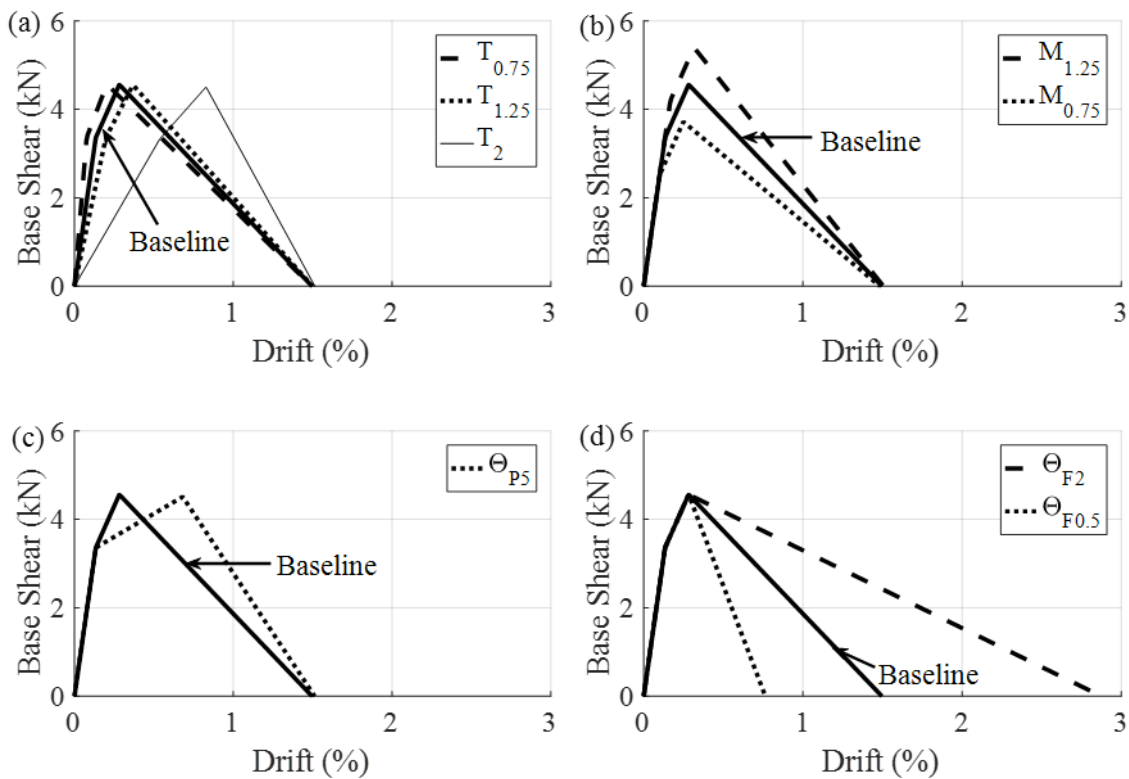 (a)
6
4
2
0
Base Shear (kN)
0 1 2 3
Drift (%)
T0.75
T1.25
T2
Baseline
(b)
6
4
2
0
Base Shear (kN)
0 1 2 3
Drift (%)
M1.25
M0.75
Baseline
(c)
6
4
2
0
Base Shear (kN)
0 1 2 3
Drift (%)
ΘP5
Baseline
(d)
6
4
2
0
Base Shear (kN)
0 1 2 3
Drift (%)
ΘF2
ΘF0.5
Baseline